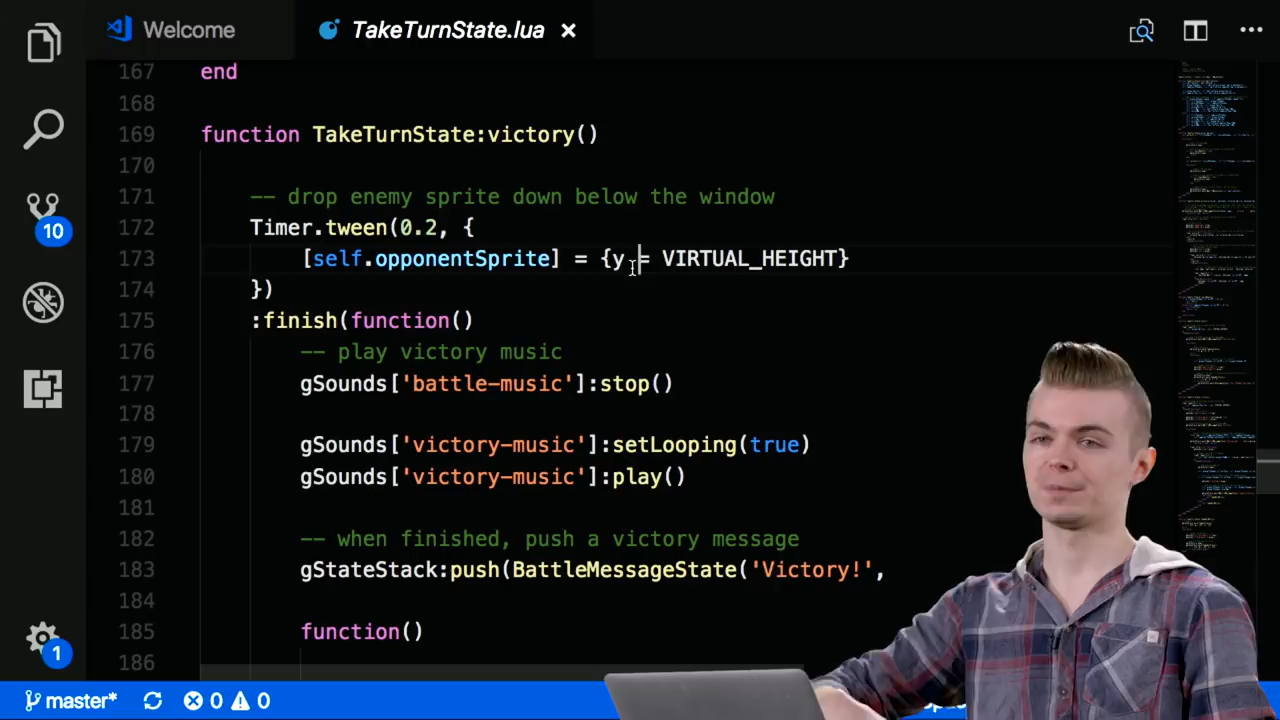 Welcome
TakeTurnState.lua
167 end
168
169 function TakeTurnState:victory()
170
171 -- drop enemy sprite down below the window
172 Timer.tween(0.2, {
173 [self.opponentSprite] = {y = VIRTUAL_HEIGHT}
174 })
175 :finish(function()
176 -- play victory music
177 gSounds['battle-music']:stop()
178
179 gSounds['victory-music']:setLooping(true)
180 gSounds['victory-music']:play()
181
182 -- when finished, push a victory message
183 gStateStack:push(BattleMessageState('Victory!',
184
185 function()
186
10
1
master* 0 0